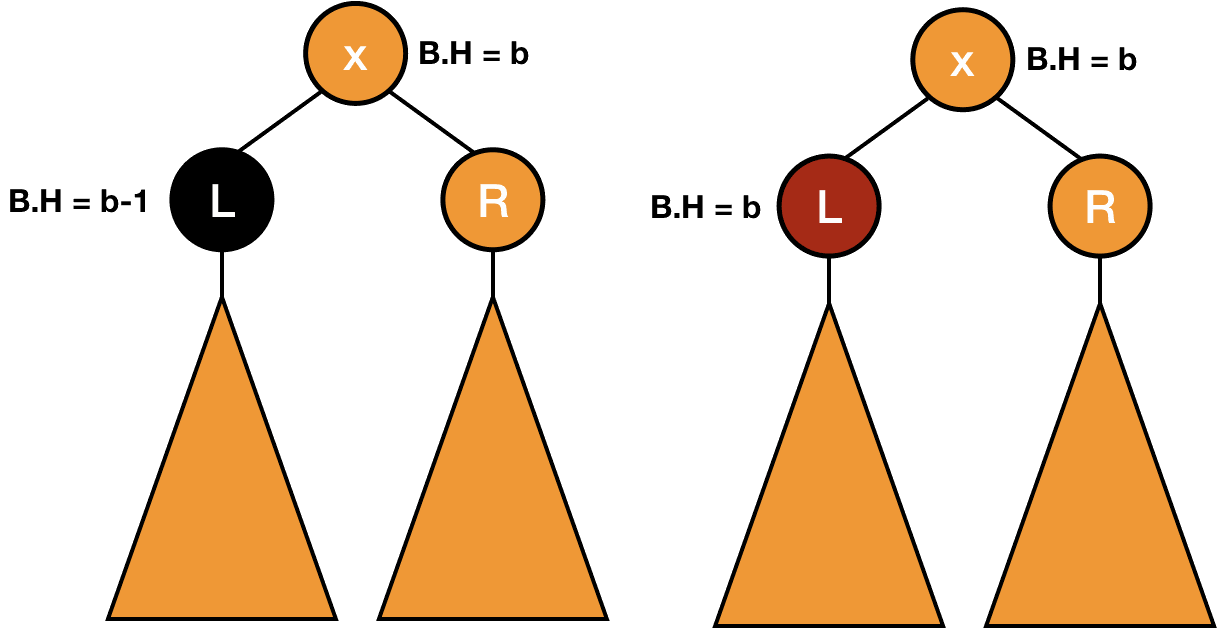 x B.H = b
B.H = b-1 L R
x B.H = b
B.H = b L R